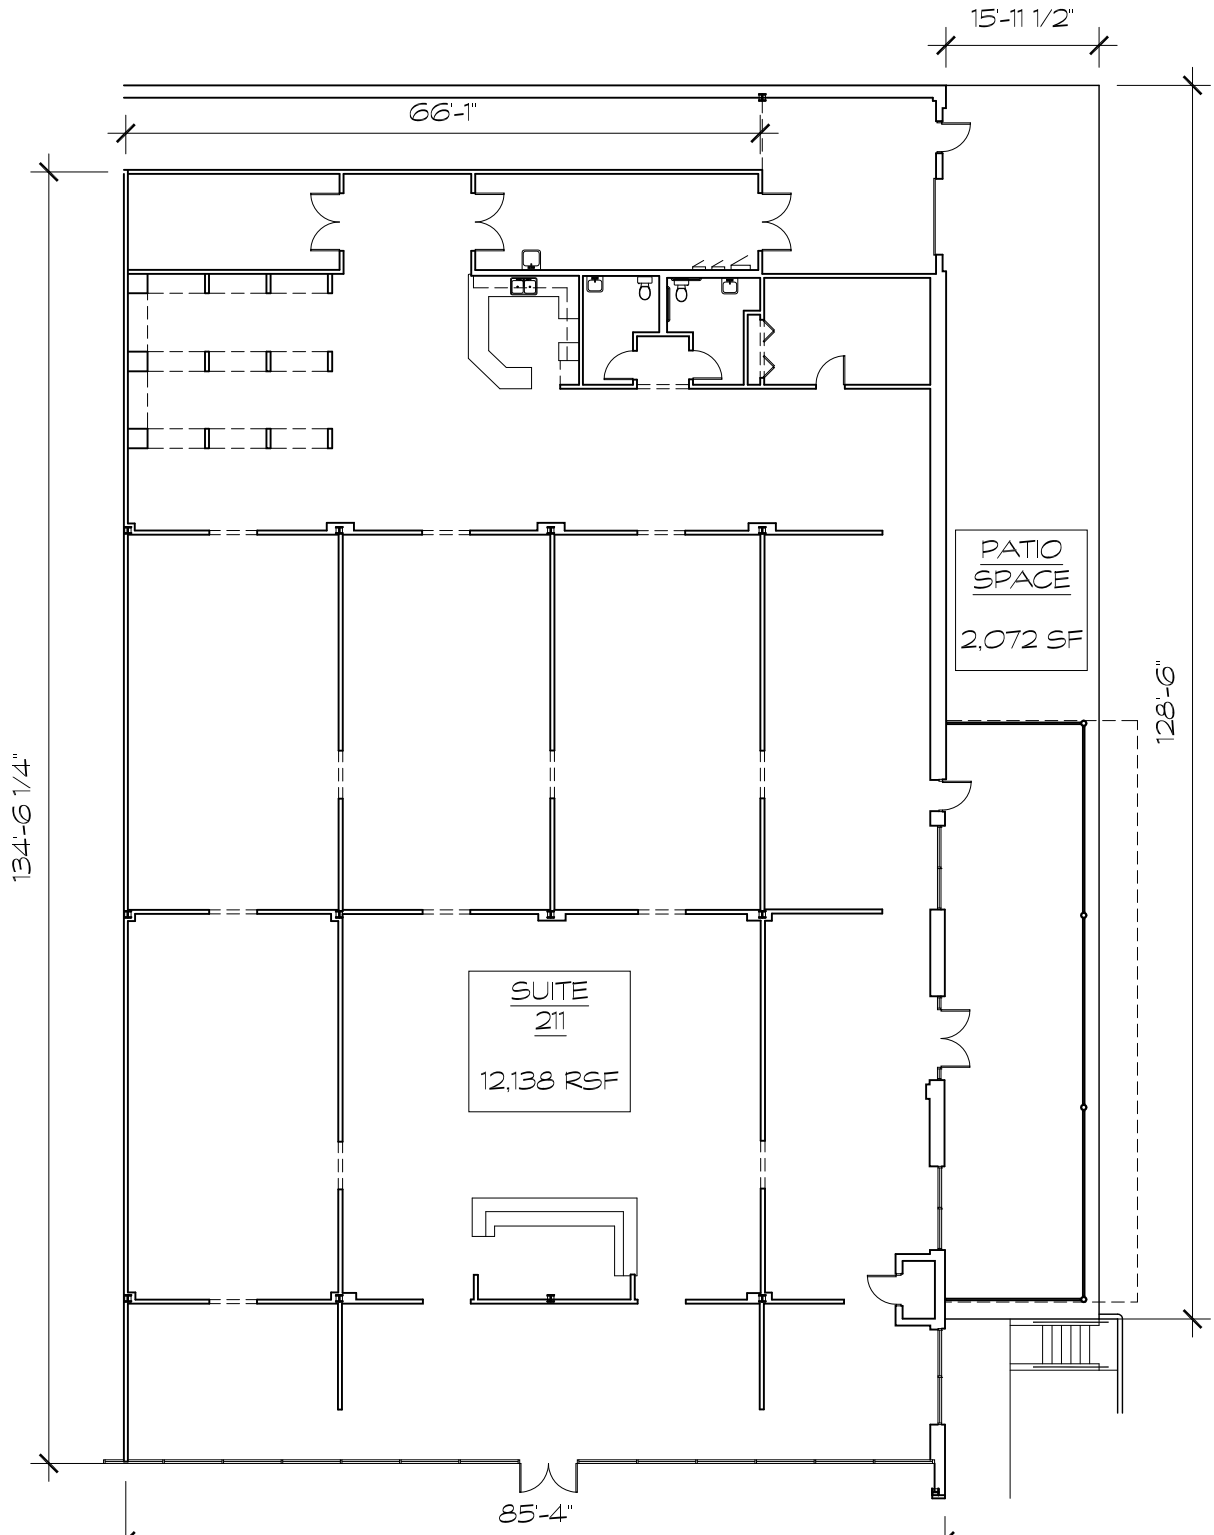 15'-11 1/2"
66'-1"
PATIO
SPACE
2,072 SF
128'-6"
134'-6 1/4"
SUITE
211
12,138 RSF
85'-4"